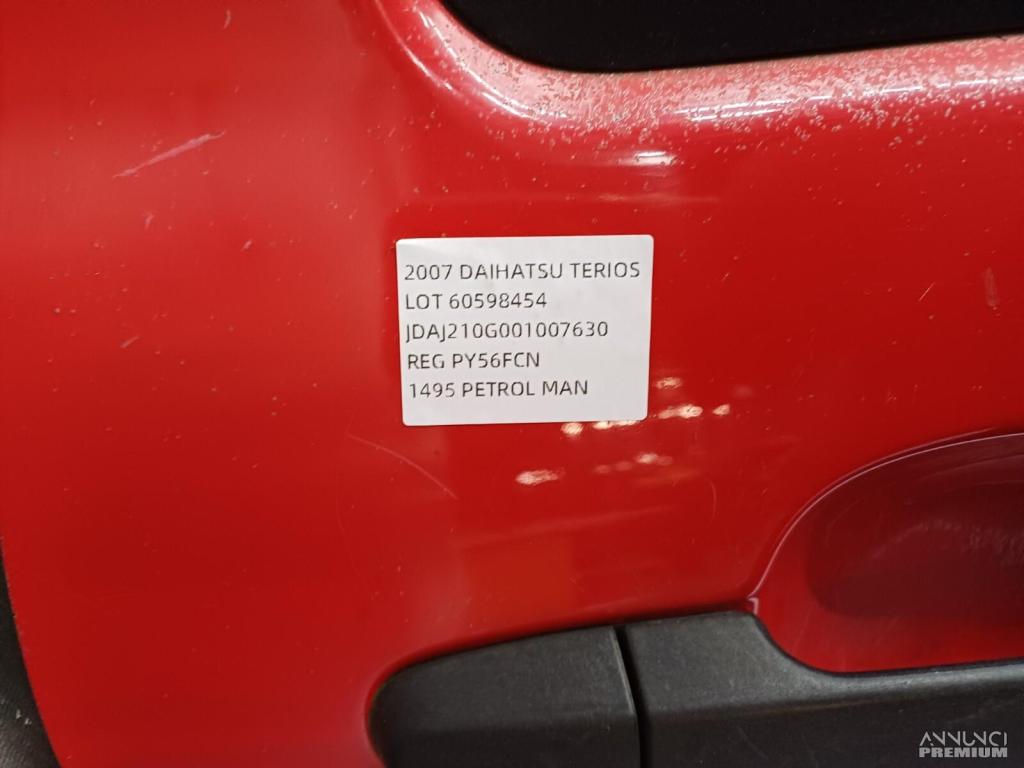 2007 DAIHATSU TERIOS
LOT 60598454
JDAJ210G001007630
REG PY56FCN
1495 PETROL MAN
ANNUNCI
PREMIUM